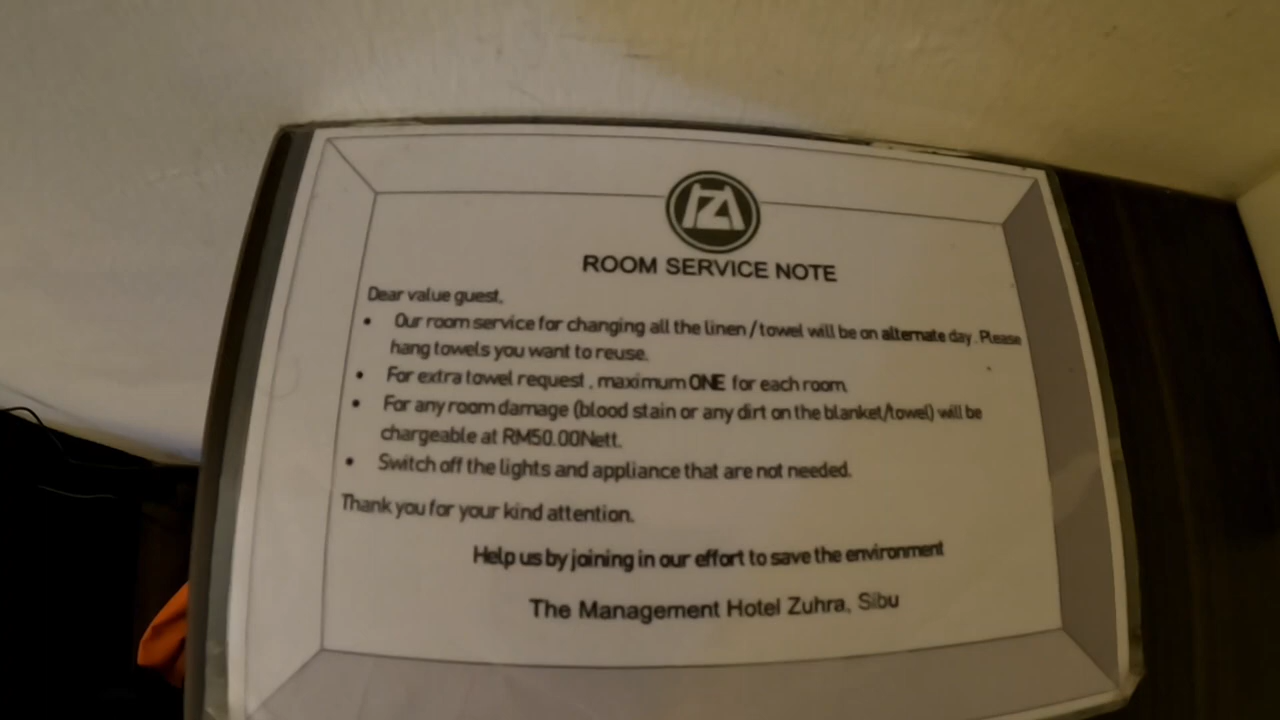 ROOM SERVICE NOTE
Dear value guest,
• Our room service for changing all the linen / towel will be on alternate day. Please
hang towels you want to reuse.
• For extra towel request, maximum ONE for each room.
• For any room damage (blood stain or any dirt on the blanket/towel) will be
chargeable at RM50.00Nett.
• Switch off the lights and appliance that are not needed.
Thank you for your kind attention.
Help us by joining in our effort to save the environment
The Management Hotel Zuhra, Sibu